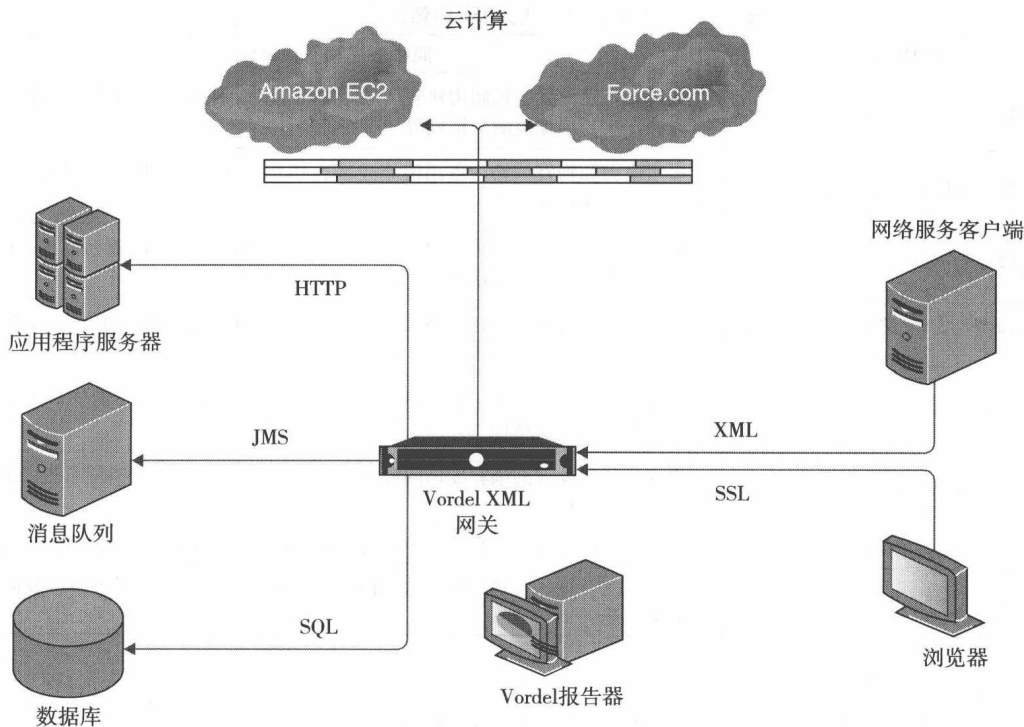 云计算
Amazon EC2
Force.com
网络服务客户端
HTTP
应用程序服务器
JMS
XML
SSL
Vordel XML
网关
消息队列
SQL
浏览器
Vordel报告器
数据库